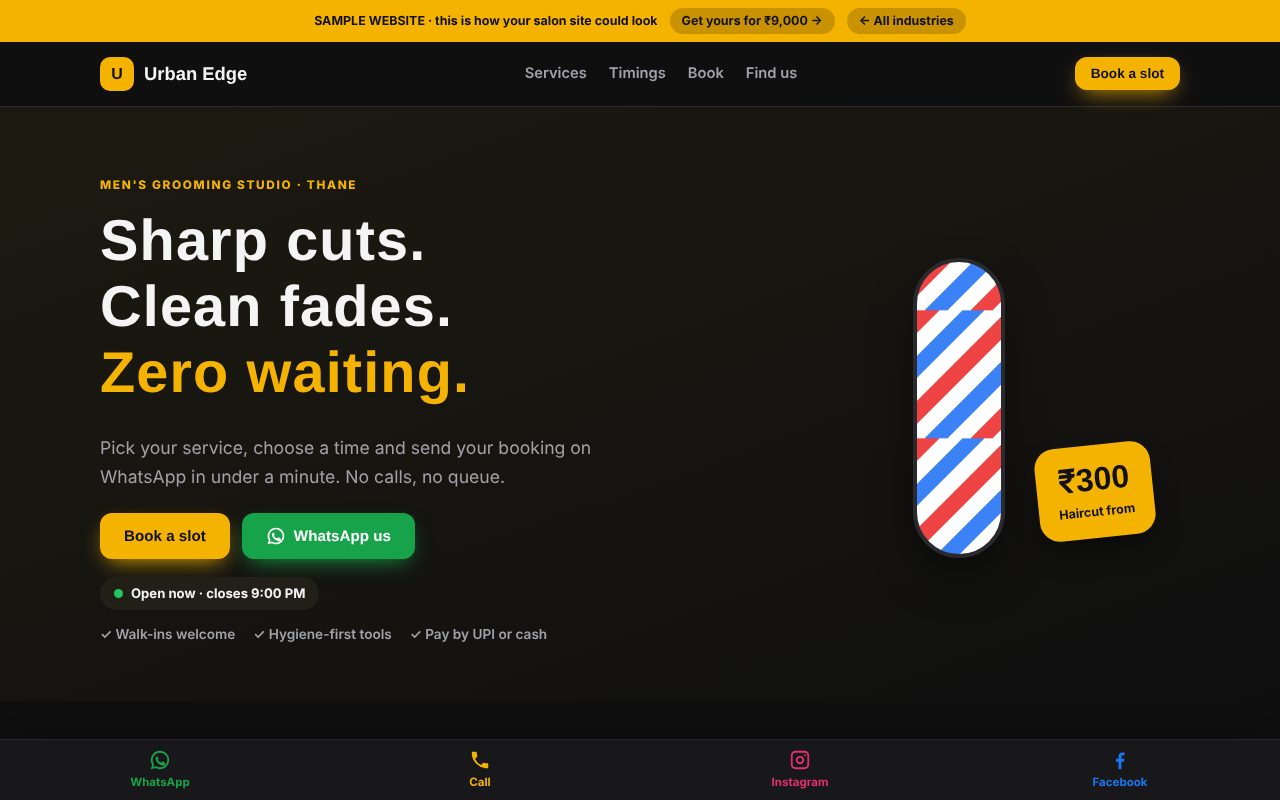 SAMPLE WEBSITE · this is how your salon site could look
Get yours for ₹9,000 →
← All industries
U
Urban Edge
Services
Timings
Book
Find us
Book a slot
MEN'S GROOMING STUDIO · THANE
Sharp cuts.
Clean fades.
Zero waiting.
Pick your service, choose a time and send your booking on
WhatsApp in under a minute. No calls, no queue.
Book a slot
WhatsApp us
Open now · closes 9:00 PM
✓ Walk-ins welcome
✓ Hygiene-first tools
✓ Pay by UPI or cash
₹300
Haircut from
WhatsApp
Call
Instagram
Facebook